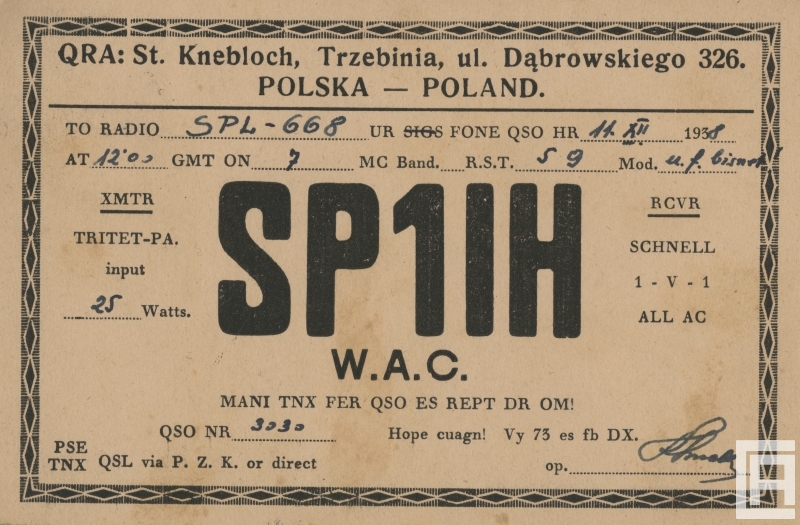 QRA: St. Knebloch, Trzebinia, ul. Dąbrowskiego 326.
POLSKA — POLAND.
TO RADIO SPL-668 UR SIGS FONE QSO HR 11. XII 1938
AT 12.00 GMT ON 7 MC Band. R.S.T. 5 9 Mod. u. f.
XMTR
TRITET-PA.
input
25 Watts.
SP1IH
RCVR
SCHNELL
1 - V - 1
ALL AC
W.A.C.
MANI TNX FER QSO ES REPT DR OM!
QSO NR 3030 Hope cuagn! Vy 73 es fb DX.
PSE
TNX QSL via P. Z. K. or direct op.